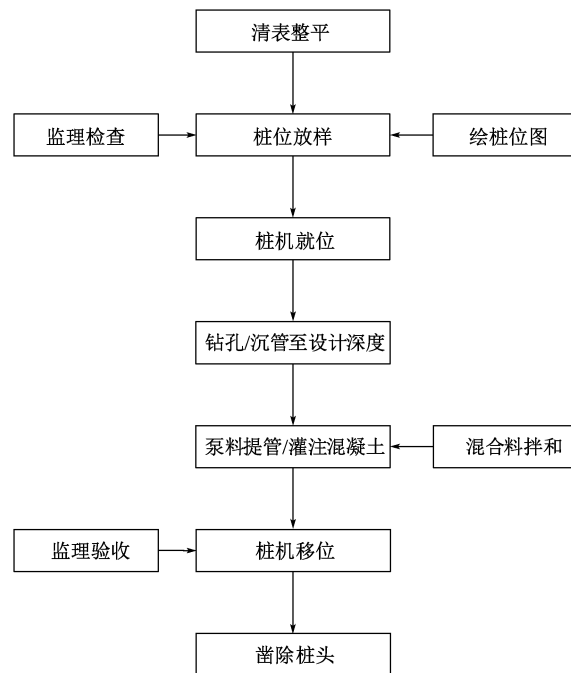 清表整平
监理检查
桩位放样
绘桩位图
桩机就位
钻孔/沉管至设计深度
泵料提管/灌注混凝土
混合料拌和
监理验收
桩机移位
凿除桩头